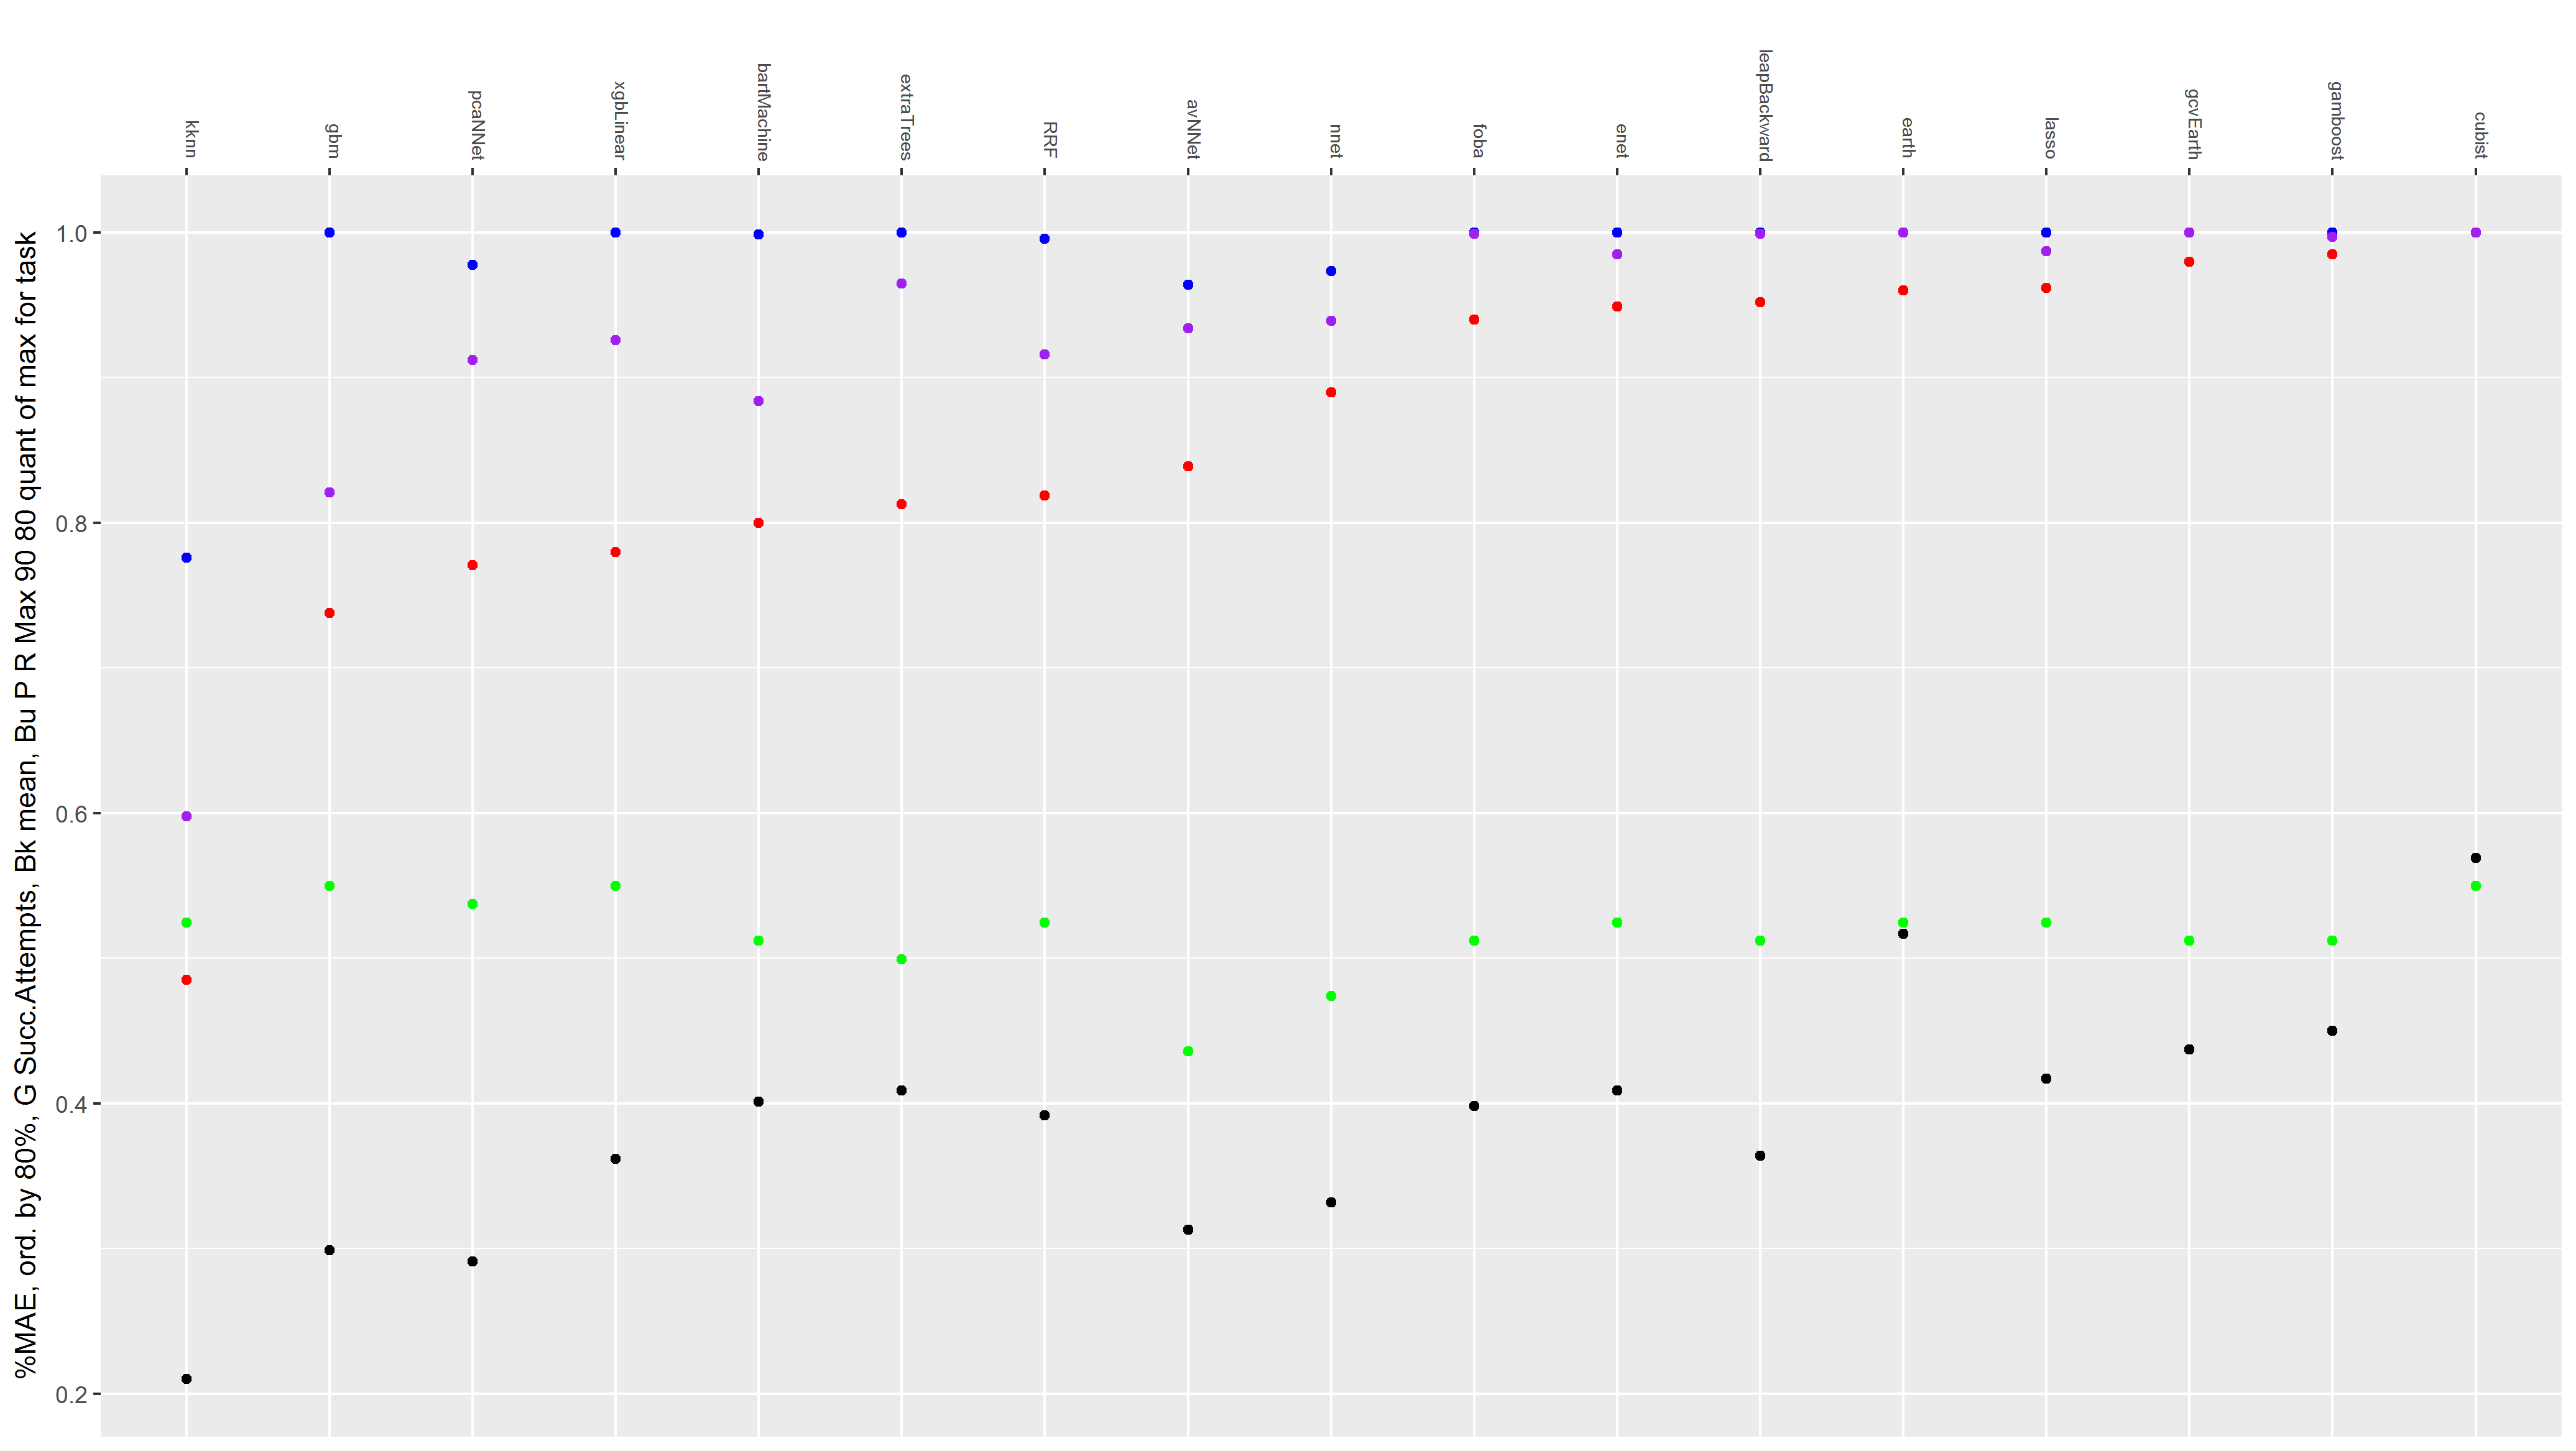 kknn
gbm
pcaNNet
xgbLinear
bartMachine
extraTrees
RRF
avNNet
nnet
foba
enet
leapBackward
earth
lasso
gcvEarth
gamboost
cubist
%MAE, ord. by 80%, G Succ.Attempts, Bk mean, Bu P R Max 90 80 quant of max for task
1.0
0.8
0.6
0.4
0.2